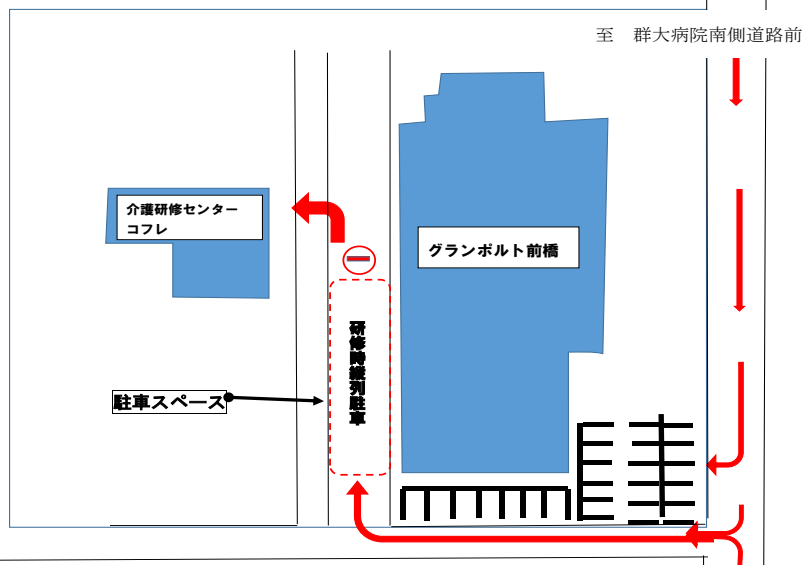 至　群大病院南側道路前
介護研修センター
コフレ
グランポルト前橋
研修時縦列駐車
駐車スペース